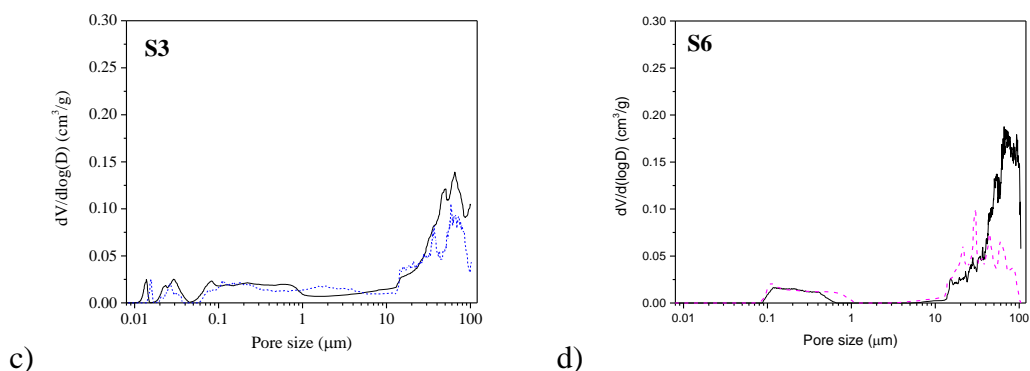 S3
0.30
0.25
0.20
0.15
0.10
0.05
0.00
dV/dlog(D) (cm³/g)
0.01 0.1 1 10 100
Pore size (μm)
c)
S6
0.30
0.25
0.20
0.15
0.10
0.05
0.00
dV/d(logD) (cm³/g)
0.01 0.1 1 10 100
Pore size (μm)
d)